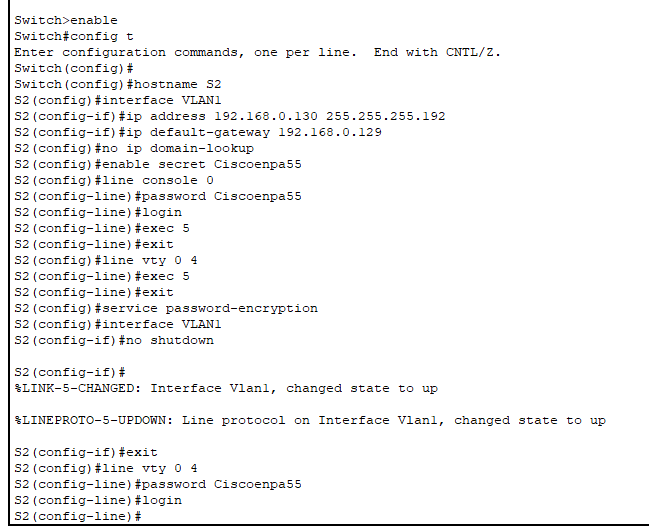 Switch>enable
Switch#config t
Enter configuration commands, one per line.  End with CNTL/Z.
Switch(config)#
Switch(config)#hostname S2
S2(config)#interface VLAN1
S2(config-if)#ip address 192.168.0.130 255.255.255.192
S2(config-if)#ip default-gateway 192.168.0.129
S2(config)#no ip domain-lookup
S2(config)#enable secret Ciscoenpa55
S2(config)#line console 0
S2(config-line)#password Ciscoenpa55
S2(config-line)#login
S2(config-line)#exec 5
S2(config-line)#exit
S2(config)#line vty 0 4
S2(config-line)#exec 5
S2(config-line)#exit
S2(config)#service password-encryption
S2(config)#interface VLAN1
S2(config-if)#no shutdown
S2(config-if)#
%LINK-5-CHANGED: Interface Vlan1, changed state to up
%LINEPROTO-5-UPDOWN: Line protocol on Interface Vlan1, changed state to up
S2(config-if)#exit
S2(config)#line vty 0 4
S2(config-line)#password Ciscoenpa55
S2(config-line)#login
S2(config-line)#